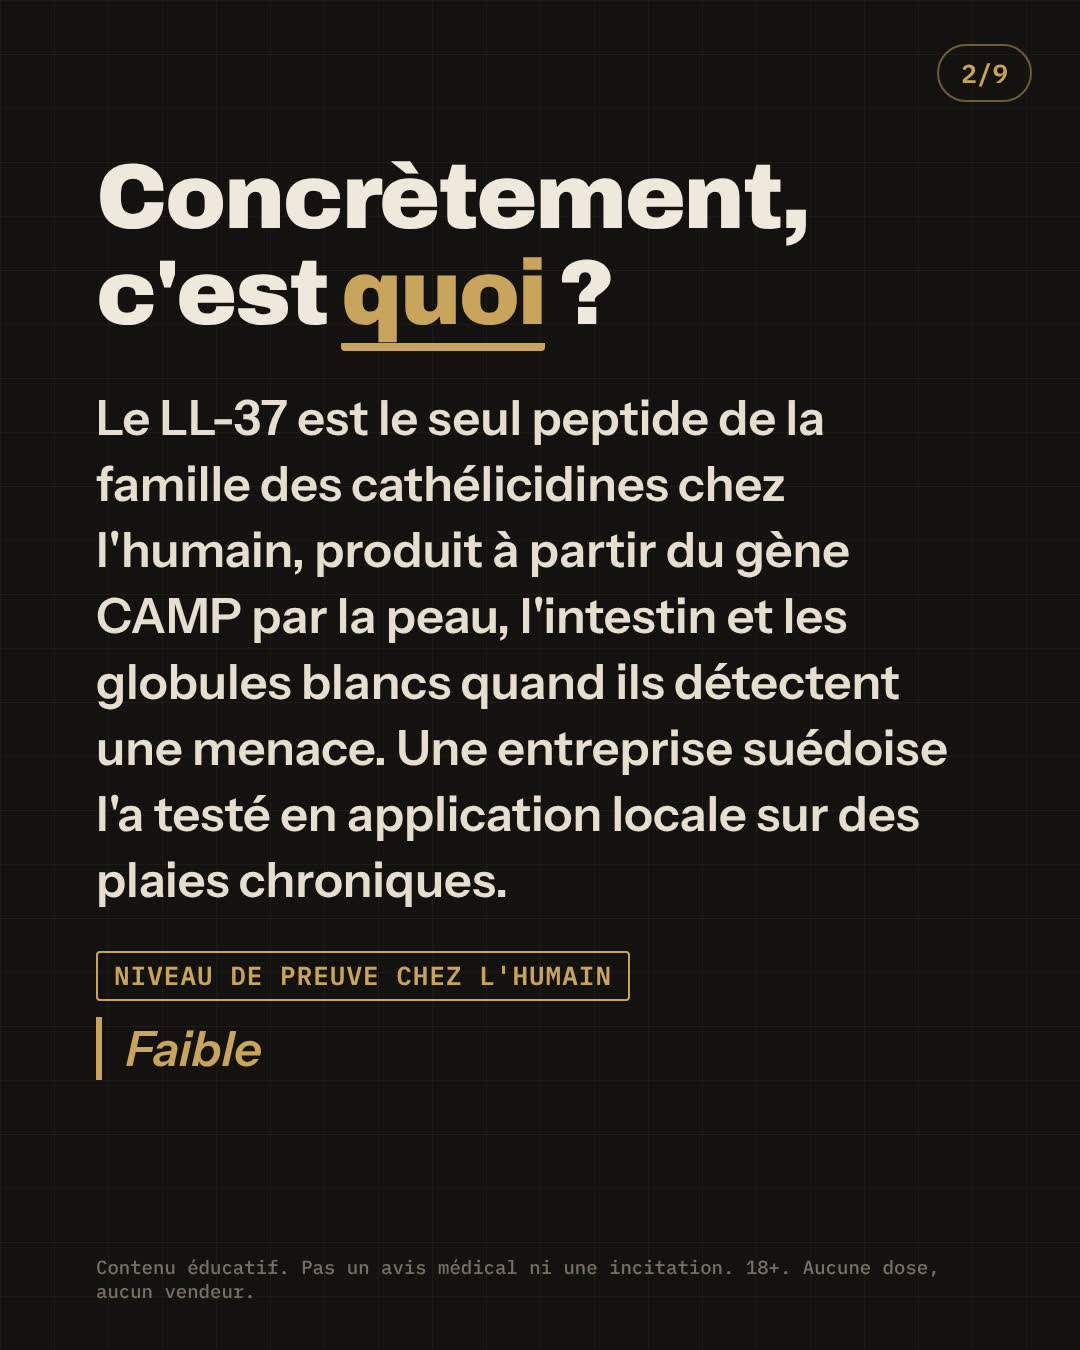 2/9
Concrètement,
c'est quoi ?
Le LL-37 est le seul peptide de la
famille des cathélicidines chez
l'humain, produit à partir du gène
CAMP par la peau, l'intestin et les
globules blancs quand ils détectent
une menace. Une entreprise suédoise
l'a testé en application locale sur des
plaies chroniques.
NIVEAU DE PREUVE CHEZ L'HUMAIN
Faible
Contenu éducatif. Pas un avis médical ni une incitation. 18+. Aucune dose,
aucun vendeur.